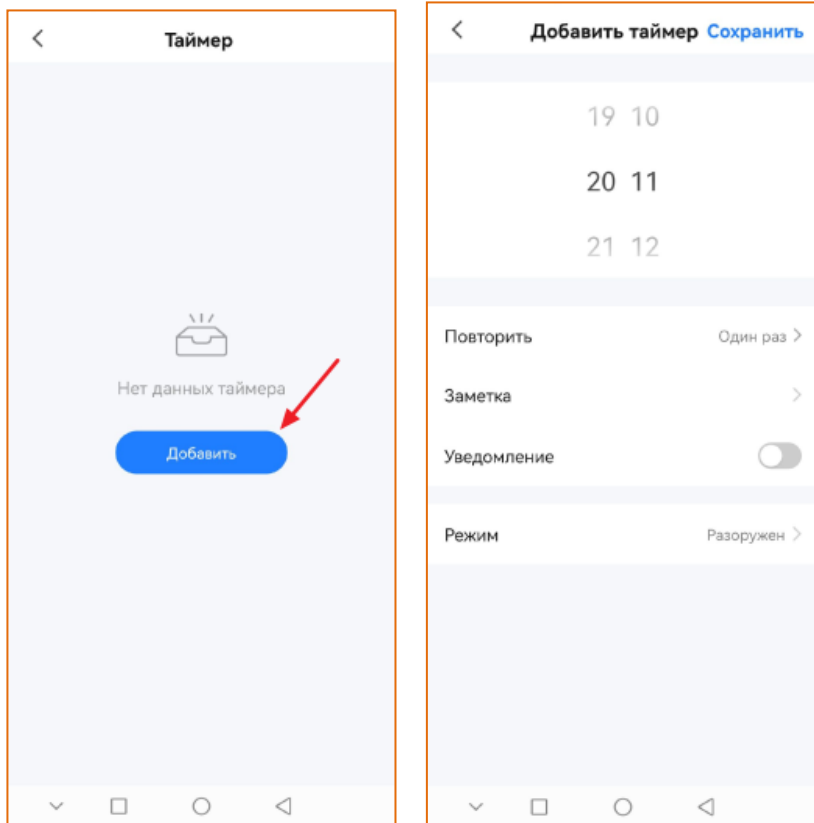 Таймер
Нет данных таймера
Добавить
Добавить таймер Сохранить
19 10
20 11
21 12
Повторить Один раз
Заметка
Уведомление
Режим Разоружен